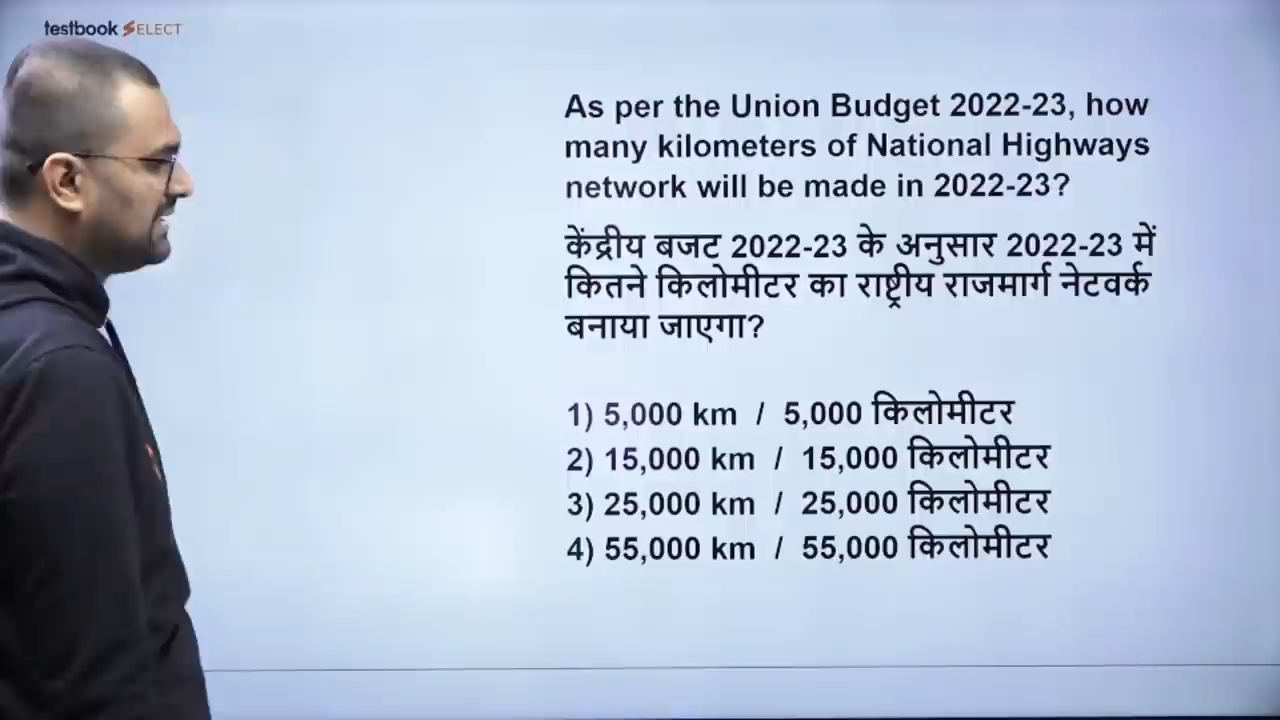 testbook SELECT
As per the Union Budget 2022-23, how
many kilometers of National Highways
network will be made in 2022-23?
केंद्रीय बजट 2022-23 के अनुसार 2022-23 में
कितने किलोमीटर का राष्ट्रीय राजमार्ग नेटवर्क
बनाया जाएगा?
1) 5,000 km / 5,000 किलोमीटर
2) 15,000 km / 15,000 किलोमीटर
3) 25,000 km / 25,000 किलोमीटर
4) 55,000 km / 55,000 किलोमीटर